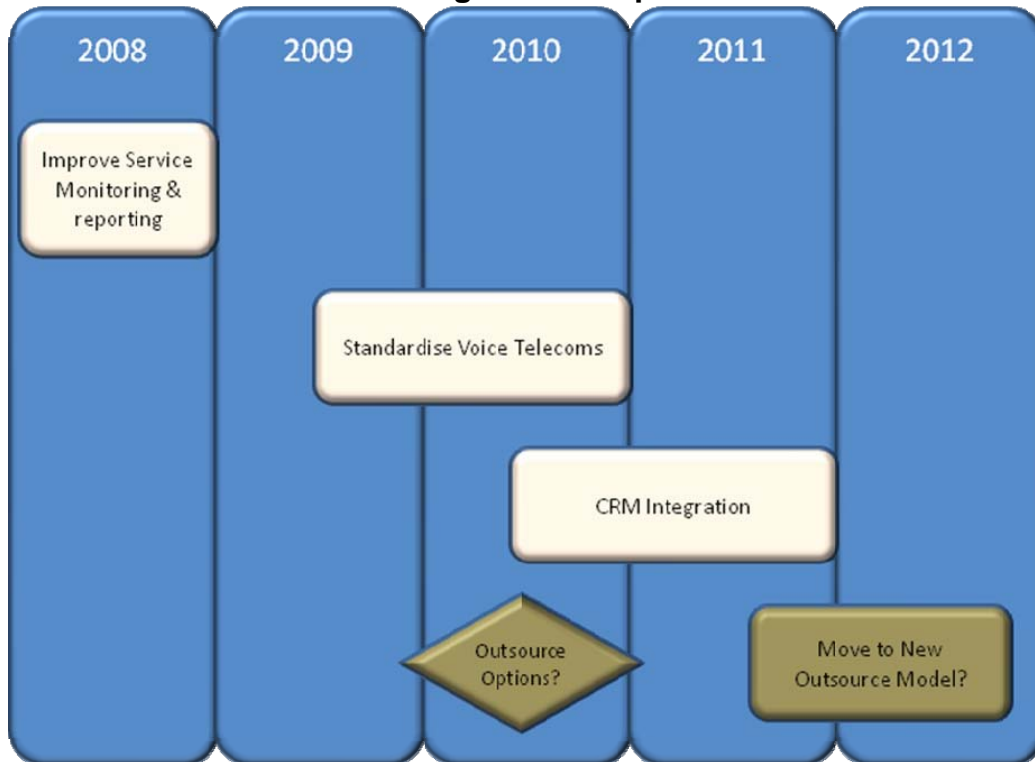 2008 2009 2010 2011 2012
Improve Service
Monitoring &
reporting
Standardise Voice Telecoms
CRM Integration
Outsource
Options?
Move to New
Outsource Model?